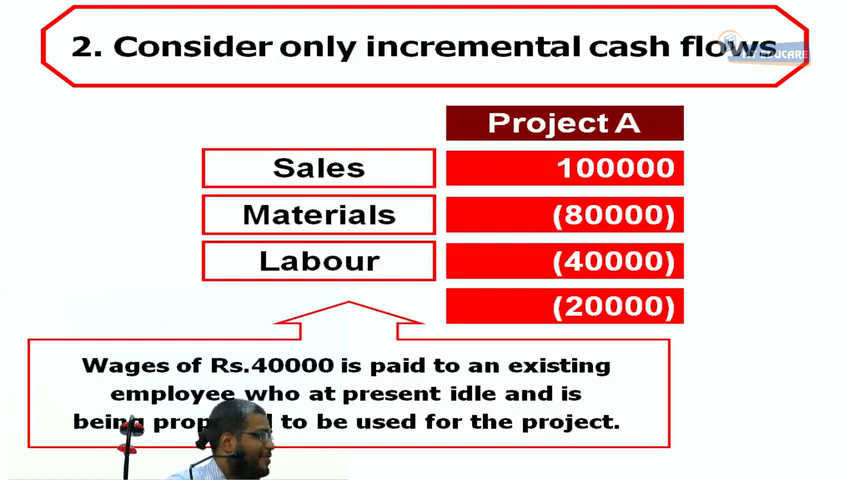 2. Consider only incremental cash flows
Project A
Sales 100000
Materials (80000)
Labour (40000)
(20000)
Wages of Rs.40000 is paid to an existing
employee who at present idle and is
being to be used for the project.